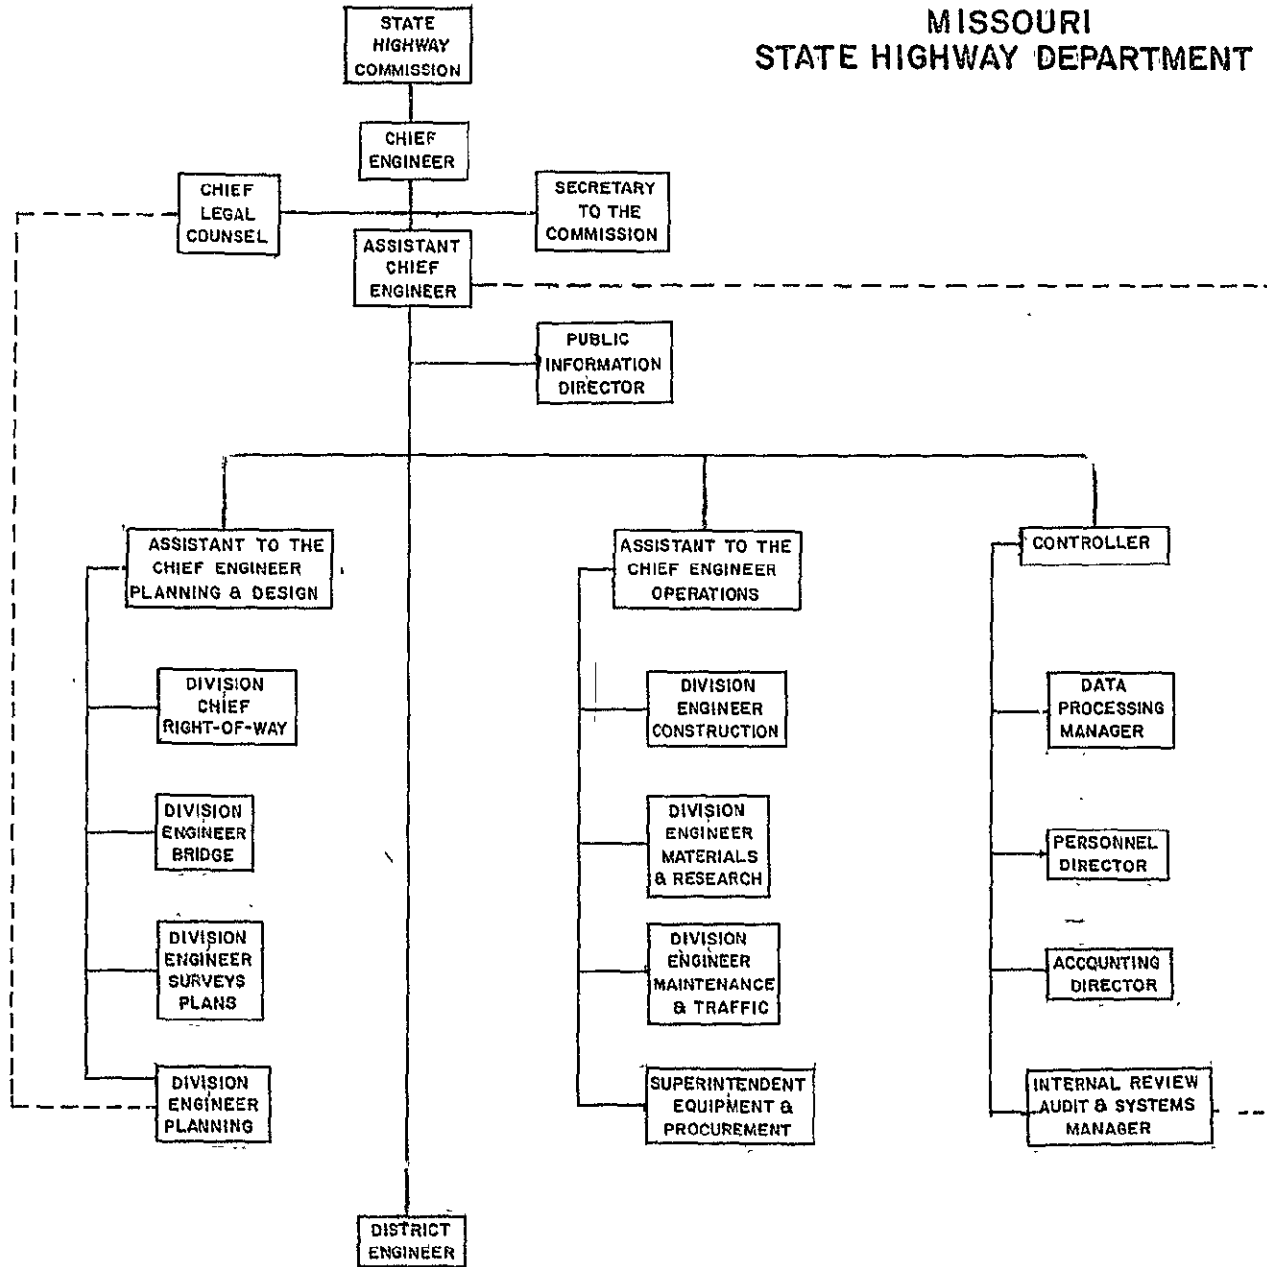 MISSOURI
STATE HIGHWAY DEPARTMENT
STATE
HIGHWAY
COMMISSION
CHIEF
ENGINEER
CHIEF
LEGAL
COUNSEL
SECRETARY
TO THE
COMMISSION
ASSISTANT
CHIEF
ENGINEER
PUBLIC
INFORMATION
DIRECTOR
ASSISTANT TO THE
CHIEF ENGINEER
PLANNING & DESIGN
DIVISION
CHIEF
RIGHT-OF-WAY
DIVISION
ENGINEER
BRIDGE
DIVISION
ENGINEER
SURVEYS
PLANS
DIVISION
ENGINEER
PLANNING
ASSISTANT TO THE
CHIEF ENGINEER
OPERATIONS
DIVISION
ENGINEER
CONSTRUCTION
DIVISION
ENGINEER
MATERIALS
& RESEARCH
DIVISION
ENGINEER
MAINTENANCE
& TRAFFIC
SUPERINTENDENT
EQUIPMENT &
PROCUREMENT
CONTROLLER
DATA
PROCESSING
MANAGER
PERSONNEL
DIRECTOR
ACCOUNTING
DIRECTOR
INTERNAL REVIEW
AUDIT & SYSTEMS
MANAGER
DISTRICT
ENGINEER